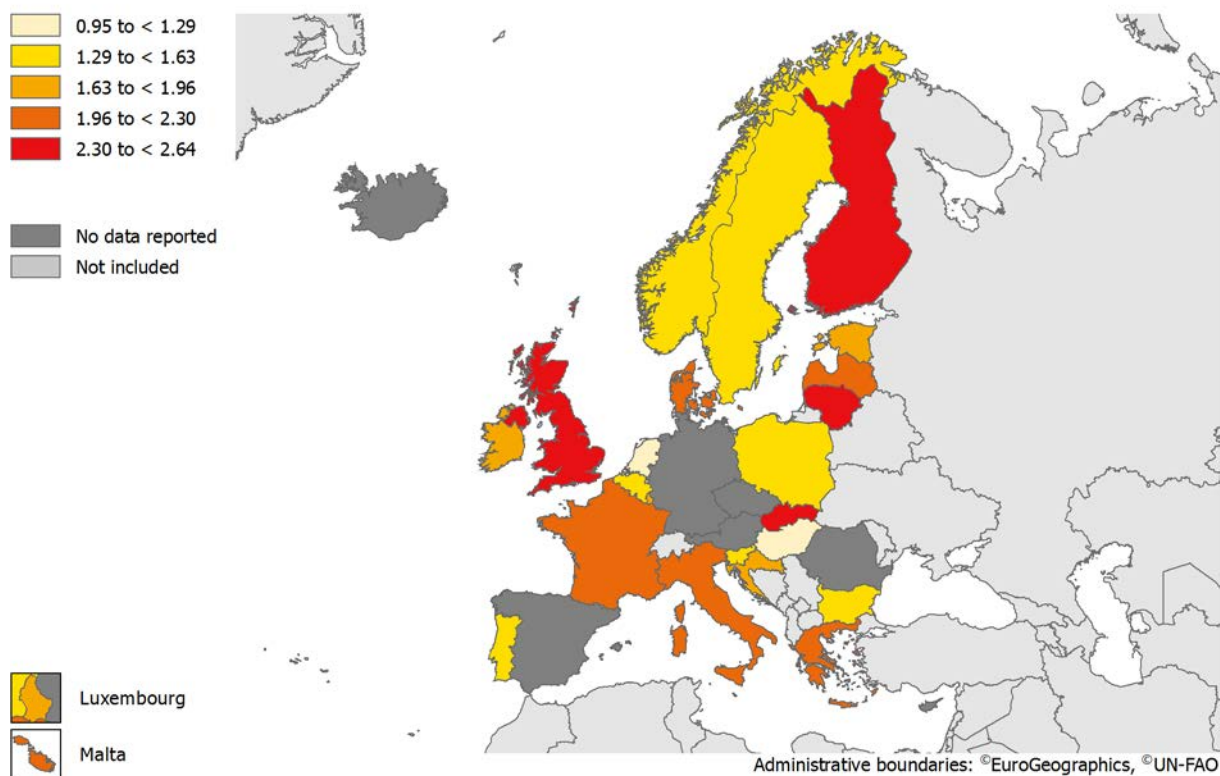 0.95 to < 1.29
1.29 to < 1.63
1.63 to < 1.96
1.96 to < 2.30
2.30 to < 2.64
No data reported
Not included
Luxembourg
Malta
Administrative boundaries: ©EuroGeographics, ©UN-FAO